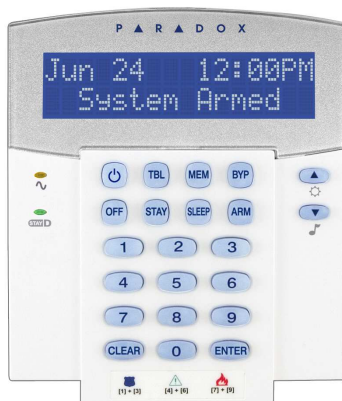 PARADOX
Jun 24 12:00PM
System Armed
TBL MEM BYP
OFF STAY SLEEP ARM
STAY D
1 2 3
4 5 6
7 8 9
CLEAR 0 ENTER
[1] + [3] [4] + [6] [7] + [9]